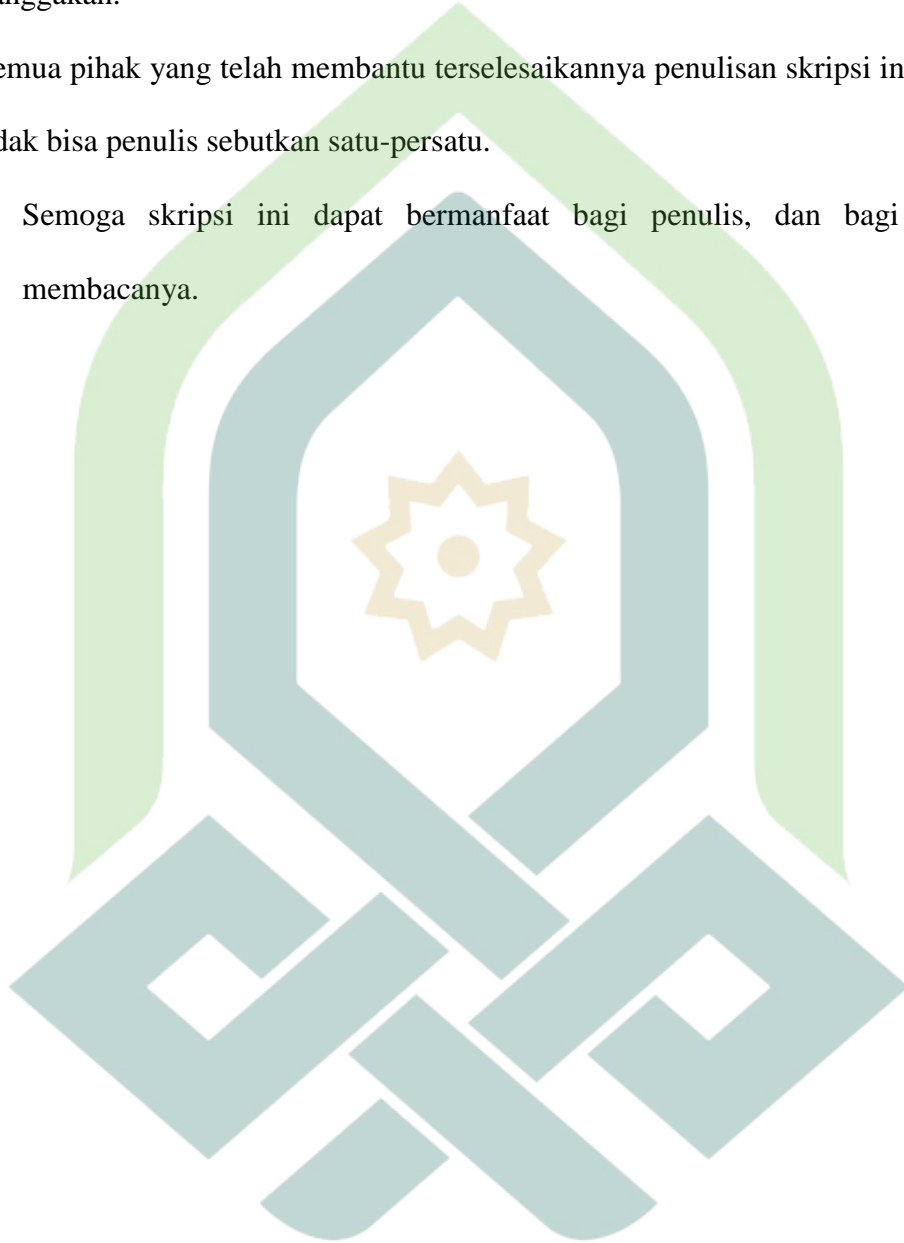 anggakan.
emua pihak yang telah membantu terselesaikannya penulisan skripsi in
dak bisa penulis sebutkan satu-persatu.
Semoga skripsi ini dapat bermanfaat bagi penulis, dan bagi
membacanya.